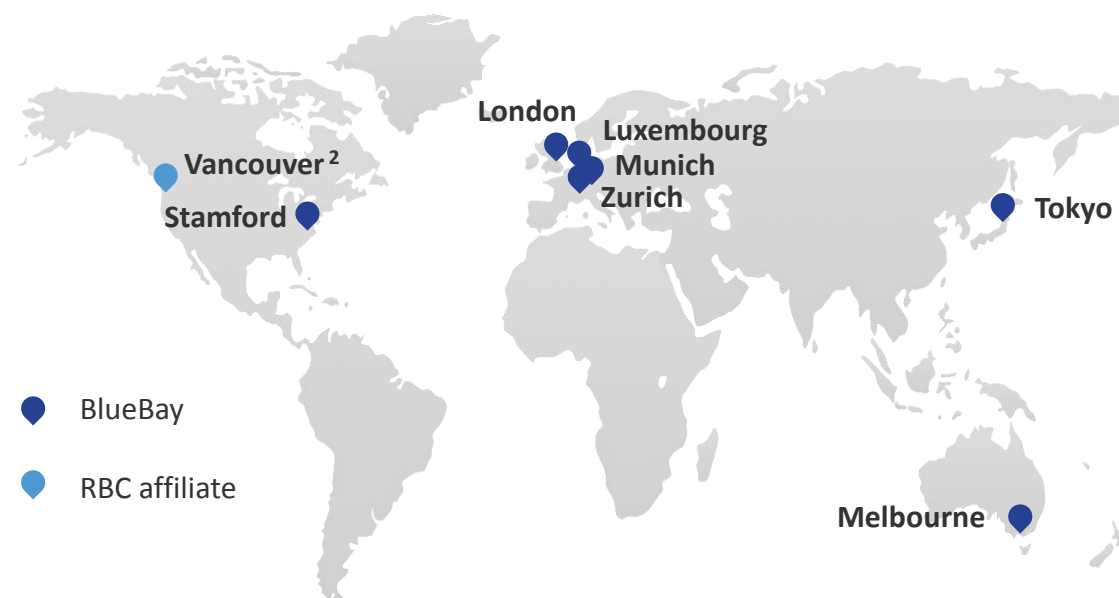 London
Luxembourg
Vancouver ²
Munich
Stamford
Zurich
Tokyo
BlueBay
RBC affiliate
Melbourne